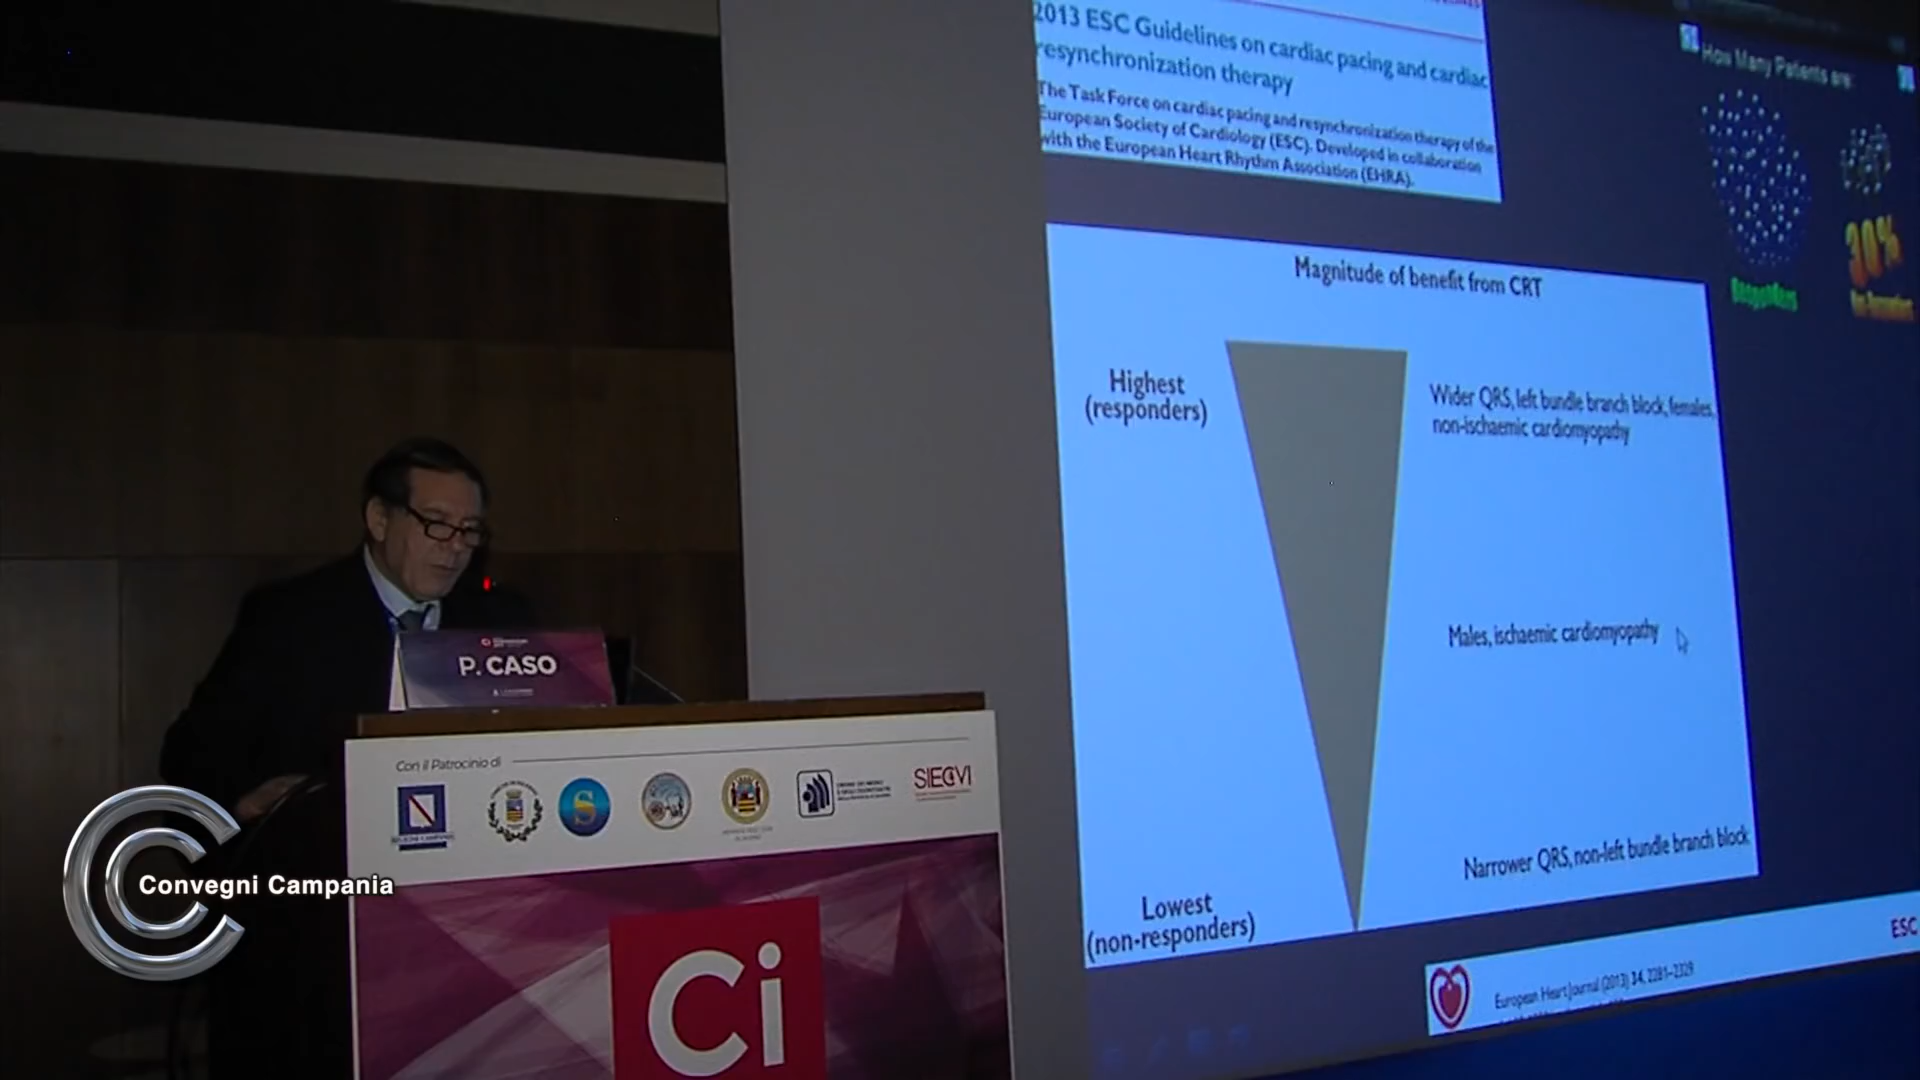 2013 ESC Guidelines on cardiac pacing and cardiac
resynchronization therapy
The Task Force on cardiac pacing and resynchronization therapy of the
European Society of Cardiology (ESC). Developed in collaboration
with the European Heart Rhythm Association (EHRA).
How Many Patients are
Responders
30%
Magnitude of benefit from CRT
Highest
(responders)
Wider QRS, left bundle branch block, females,
non-ischaemic cardiomyopathy
Males, ischaemic cardiomyopathy
Narrower QRS, non-left bundle branch block
Lowest
(non-responders)
ESC
European Heart Journal (2013) 34, 2281–2329
P. CASO
Con il Patrocinio di
REGIONE CAMPANIA
S
SIECVI
Ci
Convegni Campania